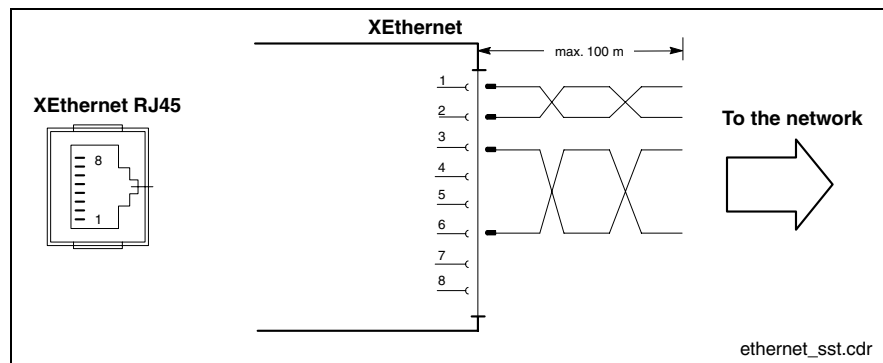 XEthernet
max. 100 m
XEthernet RJ45
8
1
1
2
3
4
5
6
7
8
To the network
ethernet_sst.cdr